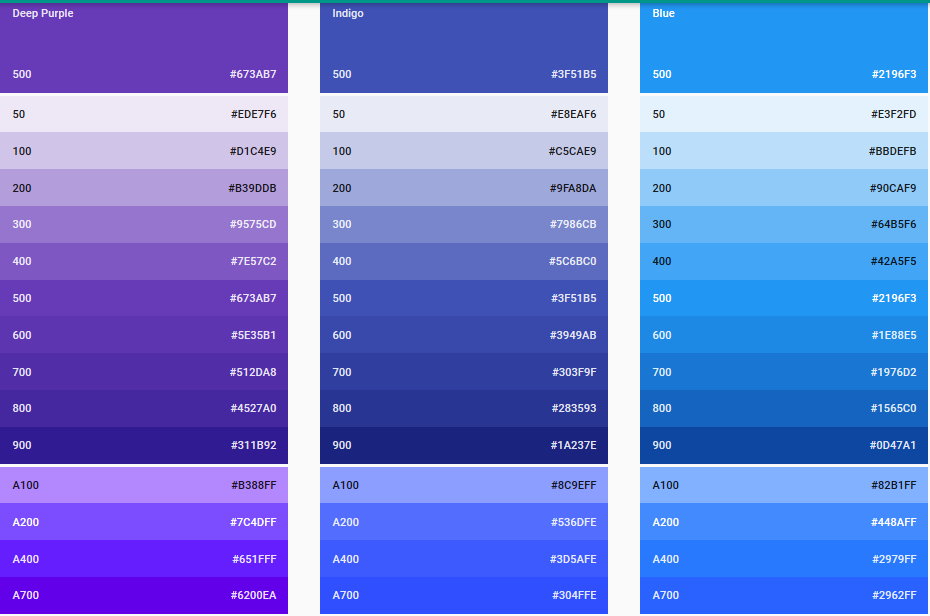 Deep Purple
500 #673AB7
50 #EDE7F6
100 #D1C4E9
200 #B39DDB
300 #9575CD
400 #7E57C2
500 #673AB7
600 #5E35B1
700 #512DA8
800 #4527A0
900 #311B92
A100 #B388FF
A200 #7C4DFF
A400 #651FFF
A700 #6200EA
Indigo
500 #3F51B5
50 #E8EAF6
100 #C5CAE9
200 #9FA8DA
300 #7986CB
400 #5C6BC0
500 #3F51B5
600 #3949AB
700 #303F9F
800 #283593
900 #1A237E
A100 #8C9EFF
A200 #536DFE
A400 #3D5AFE
A700 #304FFE
Blue
500 #2196F3
50 #E3F2FD
100 #BBDEFB
200 #90CAF9
300 #64B5F6
400 #42A5F5
500 #2196F3
600 #1E88E5
700 #1976D2
800 #1565C0
900 #0D47A1
A100 #82B1FF
A200 #448AFF
A400 #2979FF
A700 #2962FF